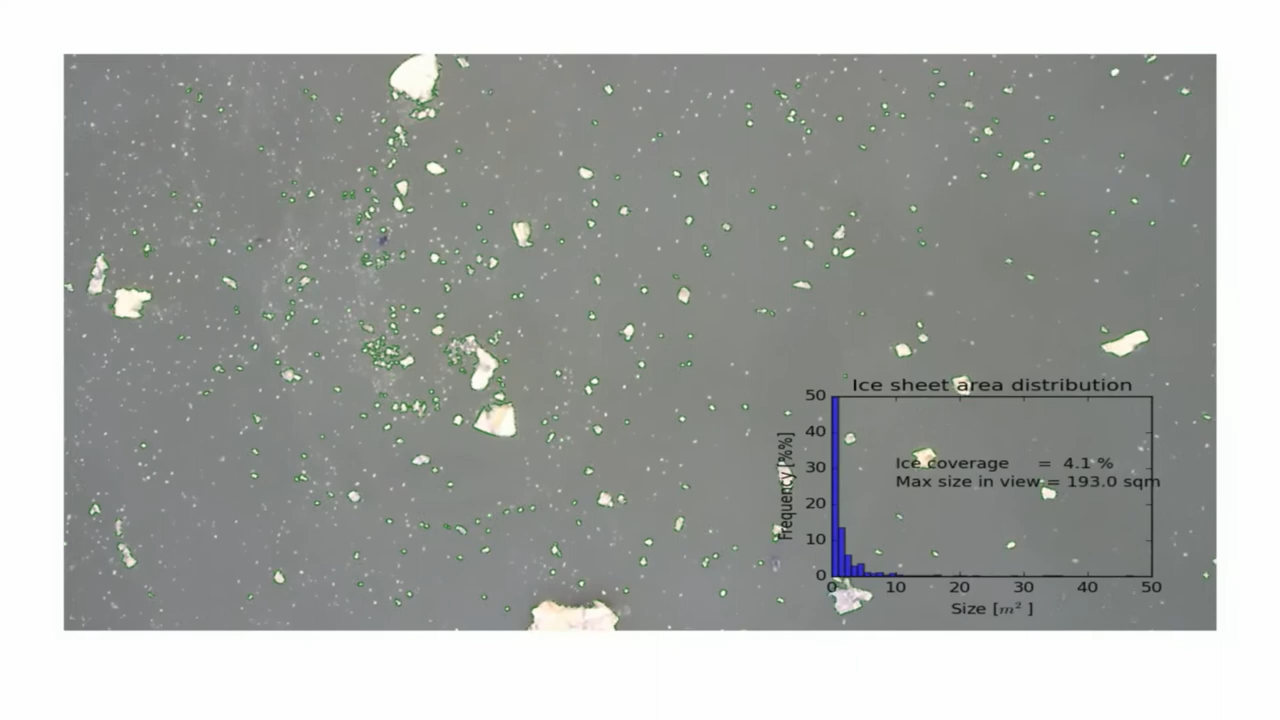 Ice sheet area distribution
50
40
30
20
10
0
Frequency [%%]
Ice coverage = 4.1 %
Max size in view = 193.0 sqm
0 10 20 30 40 50
Size [m² ]